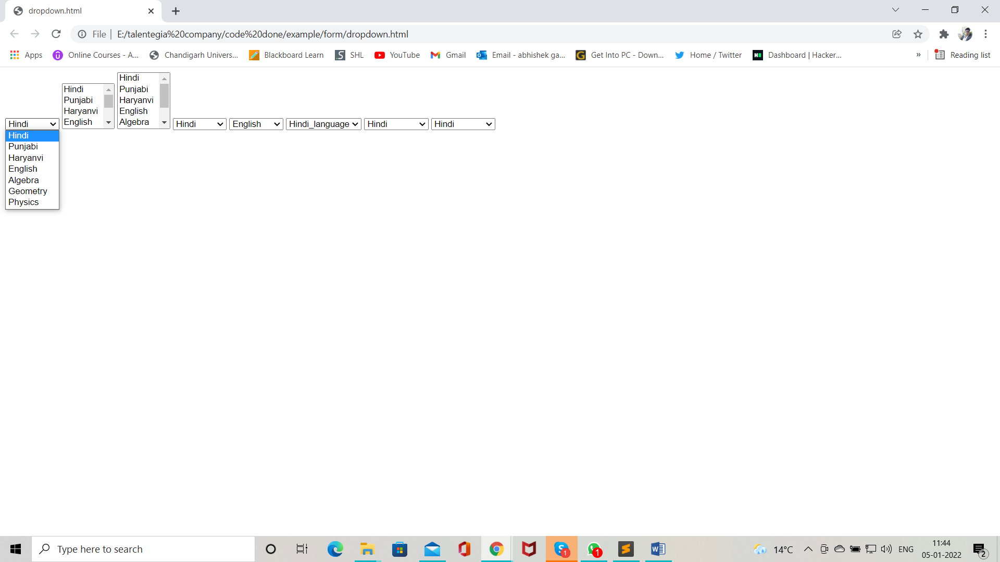 dropdown.html
File | E:/talentegia%20company/code%20done/example/form/dropdown.html
Apps Online Courses - A... Chandigarh Univers... Blackboard Learn SHL YouTube Gmail Email - abhishek ga... Get Into PC - Down... Home / Twitter Dashboard | Hacker... » Reading list
Hindi
Punjabi
Haryanvi
English
Hindi
Punjabi
Haryanvi
English
Algebra
Hindi Hindi English Hindi_language Hindi Hindi
Hindi
Punjabi
Haryanvi
English
Algebra
Geometry
Physics
Type here to search
1
1
14°C
ENG
11:44
05-01-2022
2